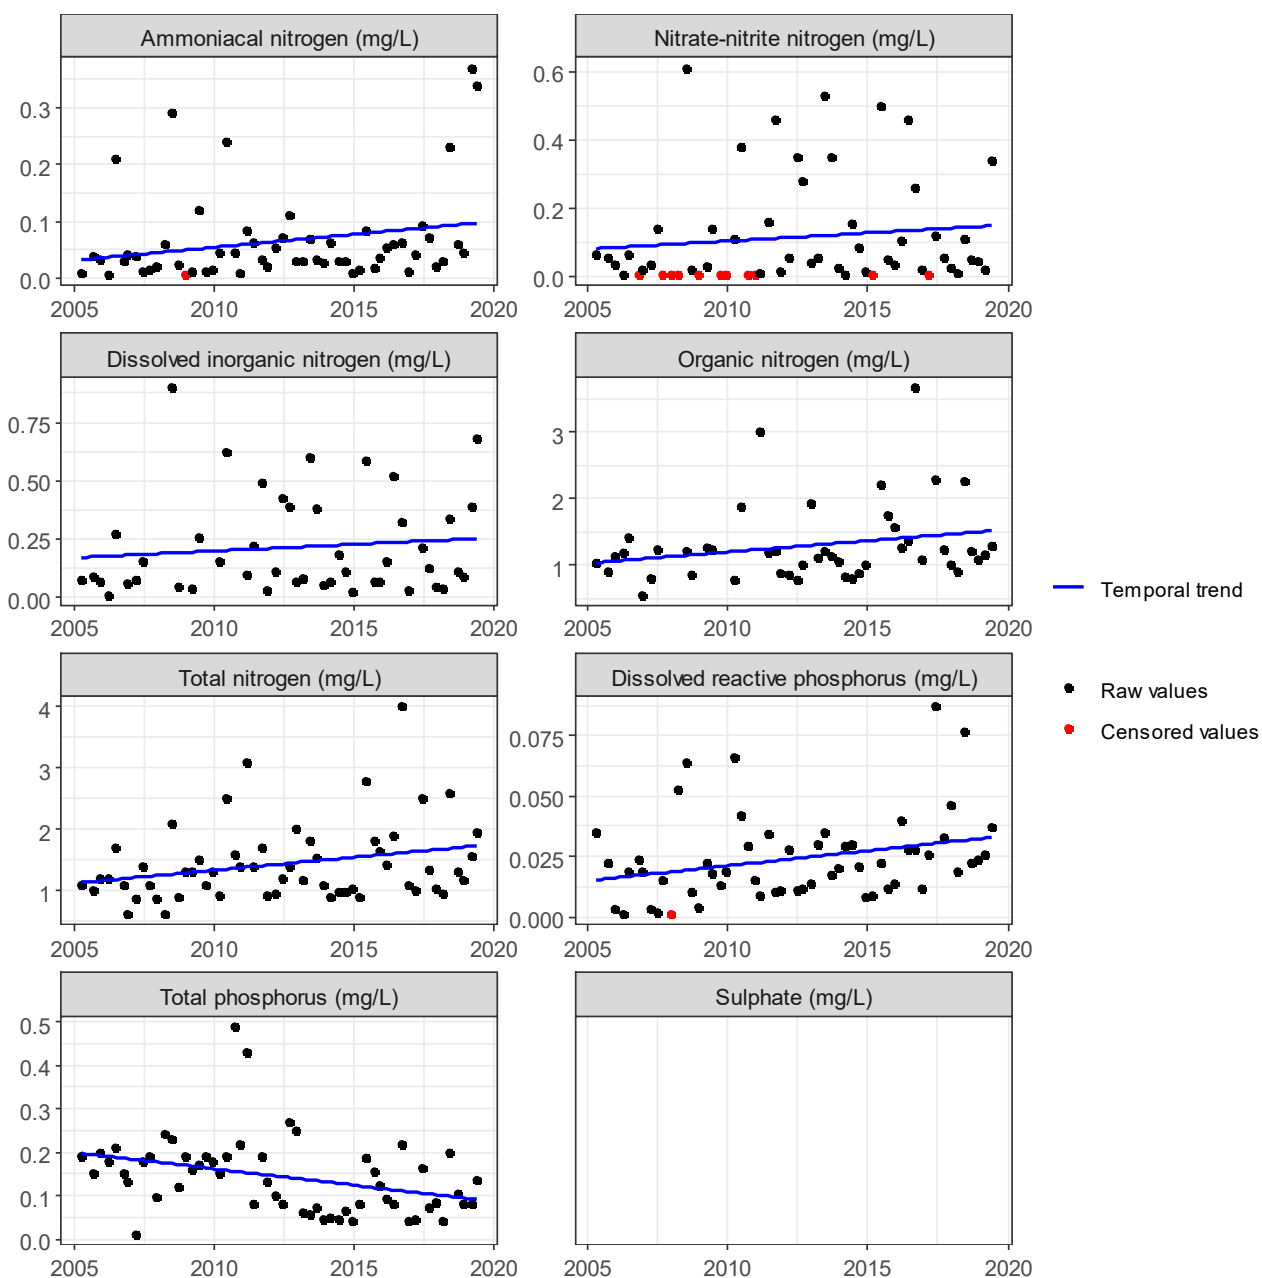 Ammoniacal nitrogen (mg/L)
0.3
0.2
0.1
0.0
2005 2010 2015 2020
Nitrate-nitrite nitrogen (mg/L)
0.6
0.4
0.2
0.0
2005 2010 2015 2020
Dissolved inorganic nitrogen (mg/L)
0.75
0.50
0.25
0.00
2005 2010 2015 2020
Organic nitrogen (mg/L)
3
2
1
2005 2010 2015 2020
Temporal trend
Raw values
Censored values
Total nitrogen (mg/L)
4
3
2
1
2005 2010 2015 2020
Dissolved reactive phosphorus (mg/L)
0.075
0.050
0.025
0.000
2005 2010 2015 2020
Total phosphorus (mg/L)
0.5
0.4
0.3
0.2
0.1
0.0
2005 2010 2015 2020
Sulphate (mg/L)
2005 2010 2015 2020